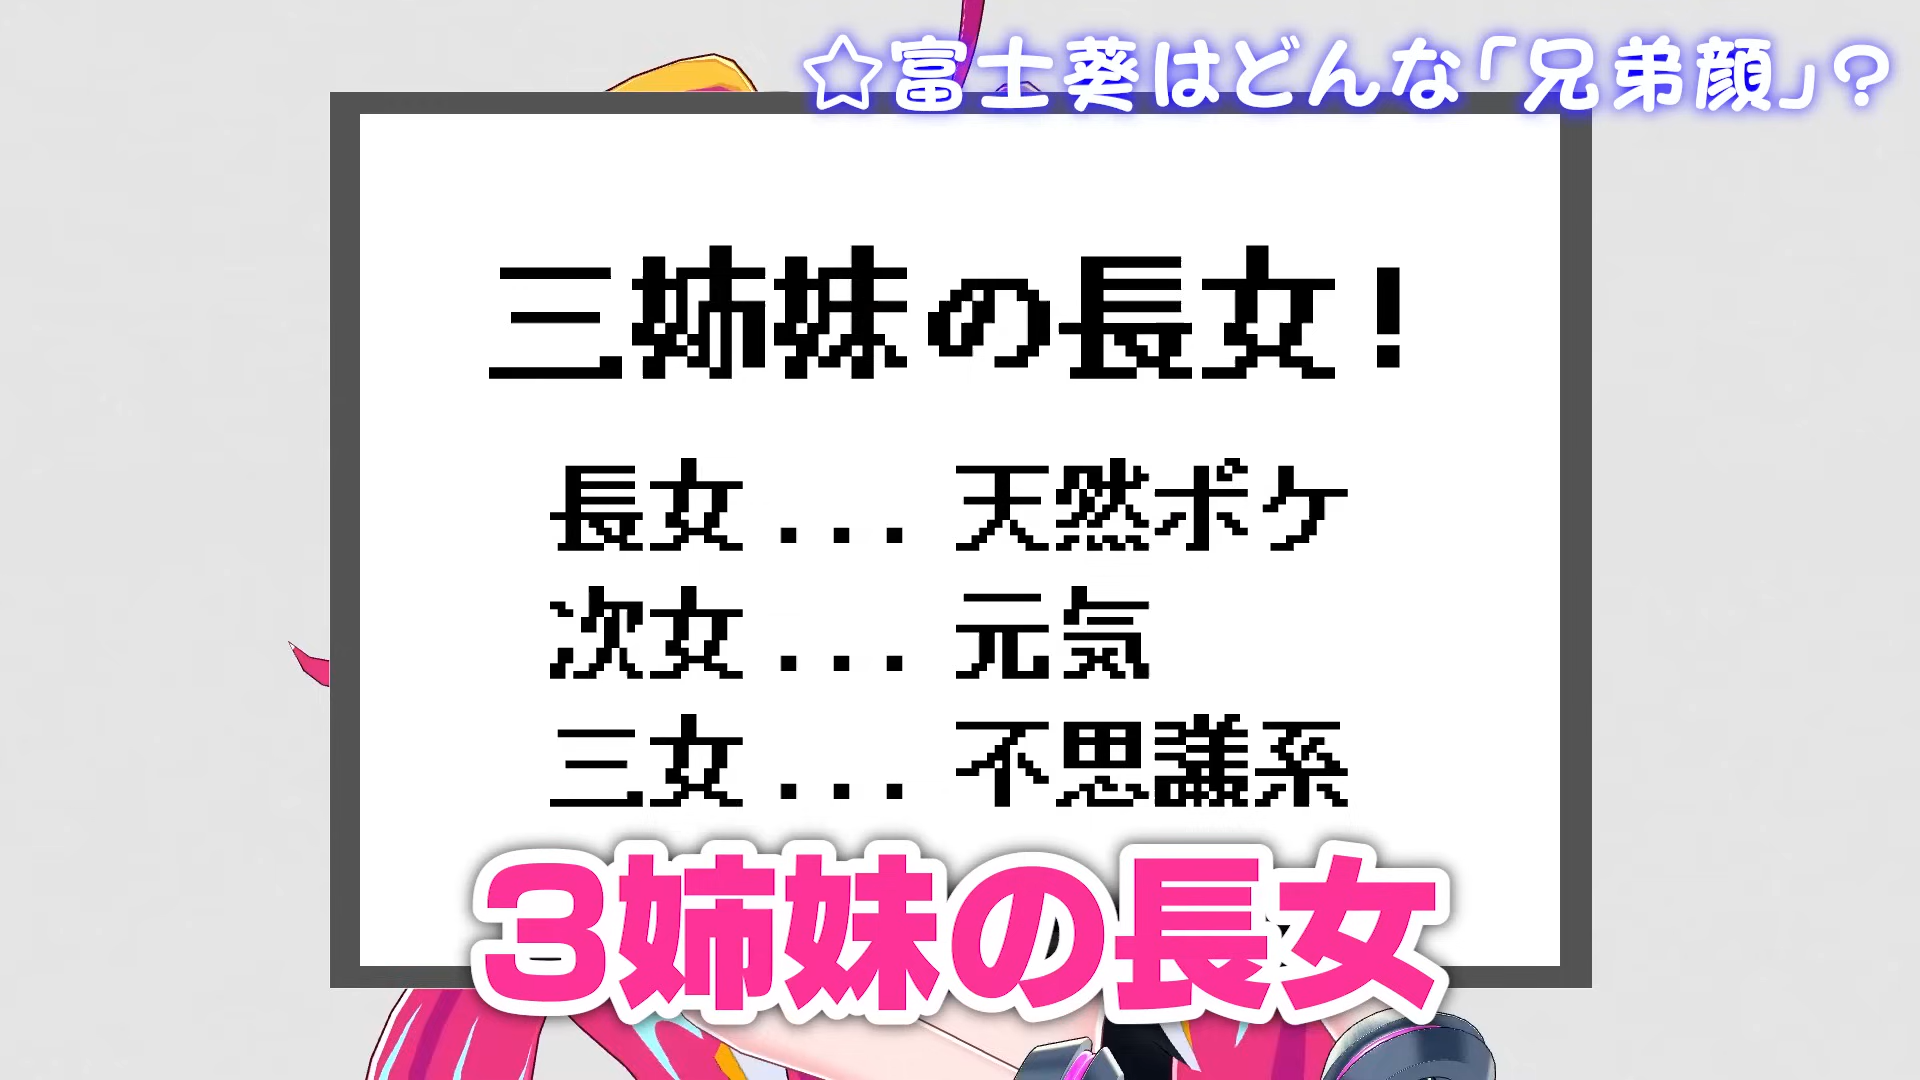 ☆富士葵はどんな「兄弟顔」？
三姉妹の長女！
長女...天然ボケ
次女...元気
三女...不思議系
3姉妹の長女